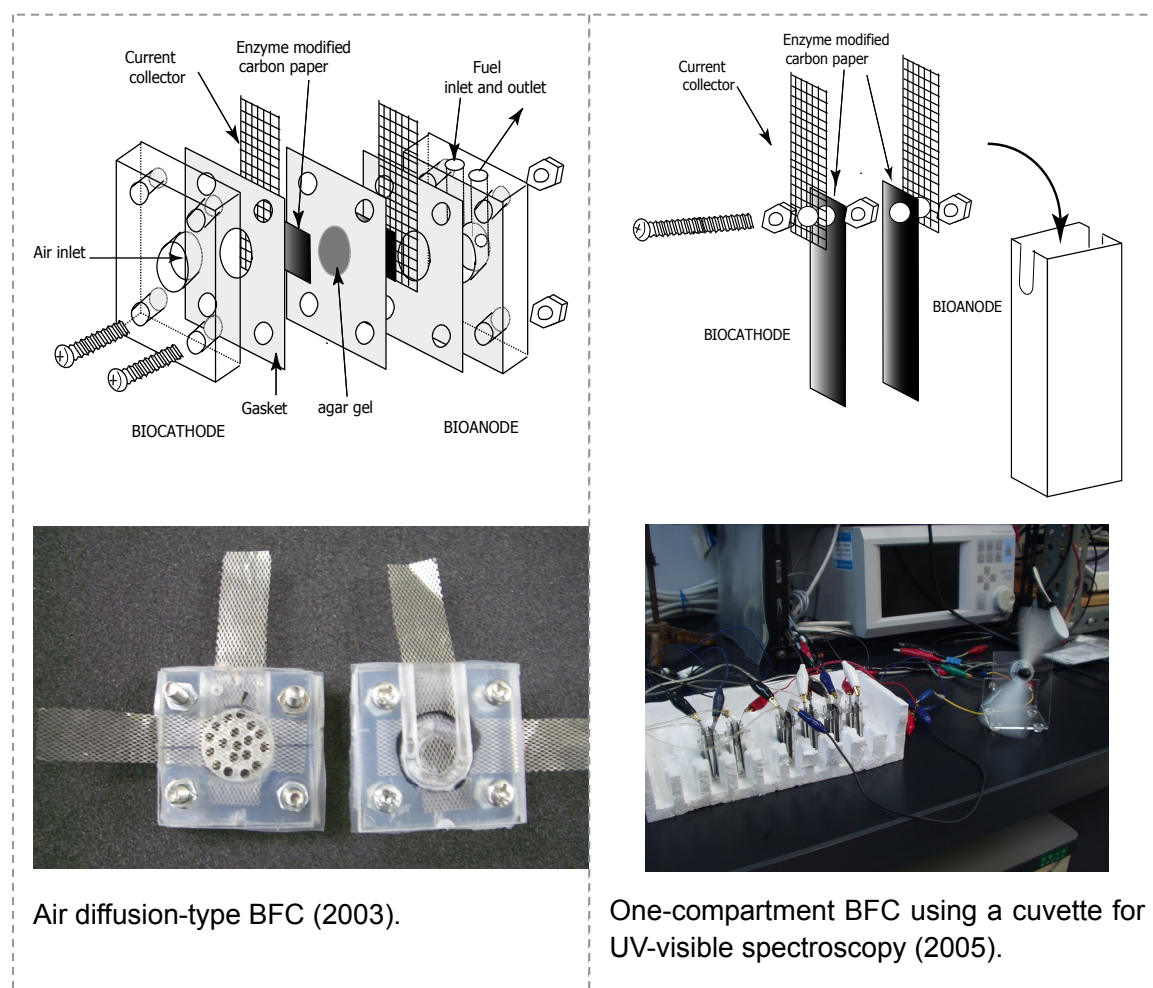 Current
collector
Enzyme modified
carbon paper
Fuel
inlet and outlet
Air inlet
Gasket
agar gel
BIOCATHODE
BIOANODE
Air diffusion-type BFC (2003).
Enzyme modified
carbon paper
Current
collector
BIOCATHODE
BIOANODE
One-compartment BFC using a cuvette for
UV-visible spectroscopy (2005).